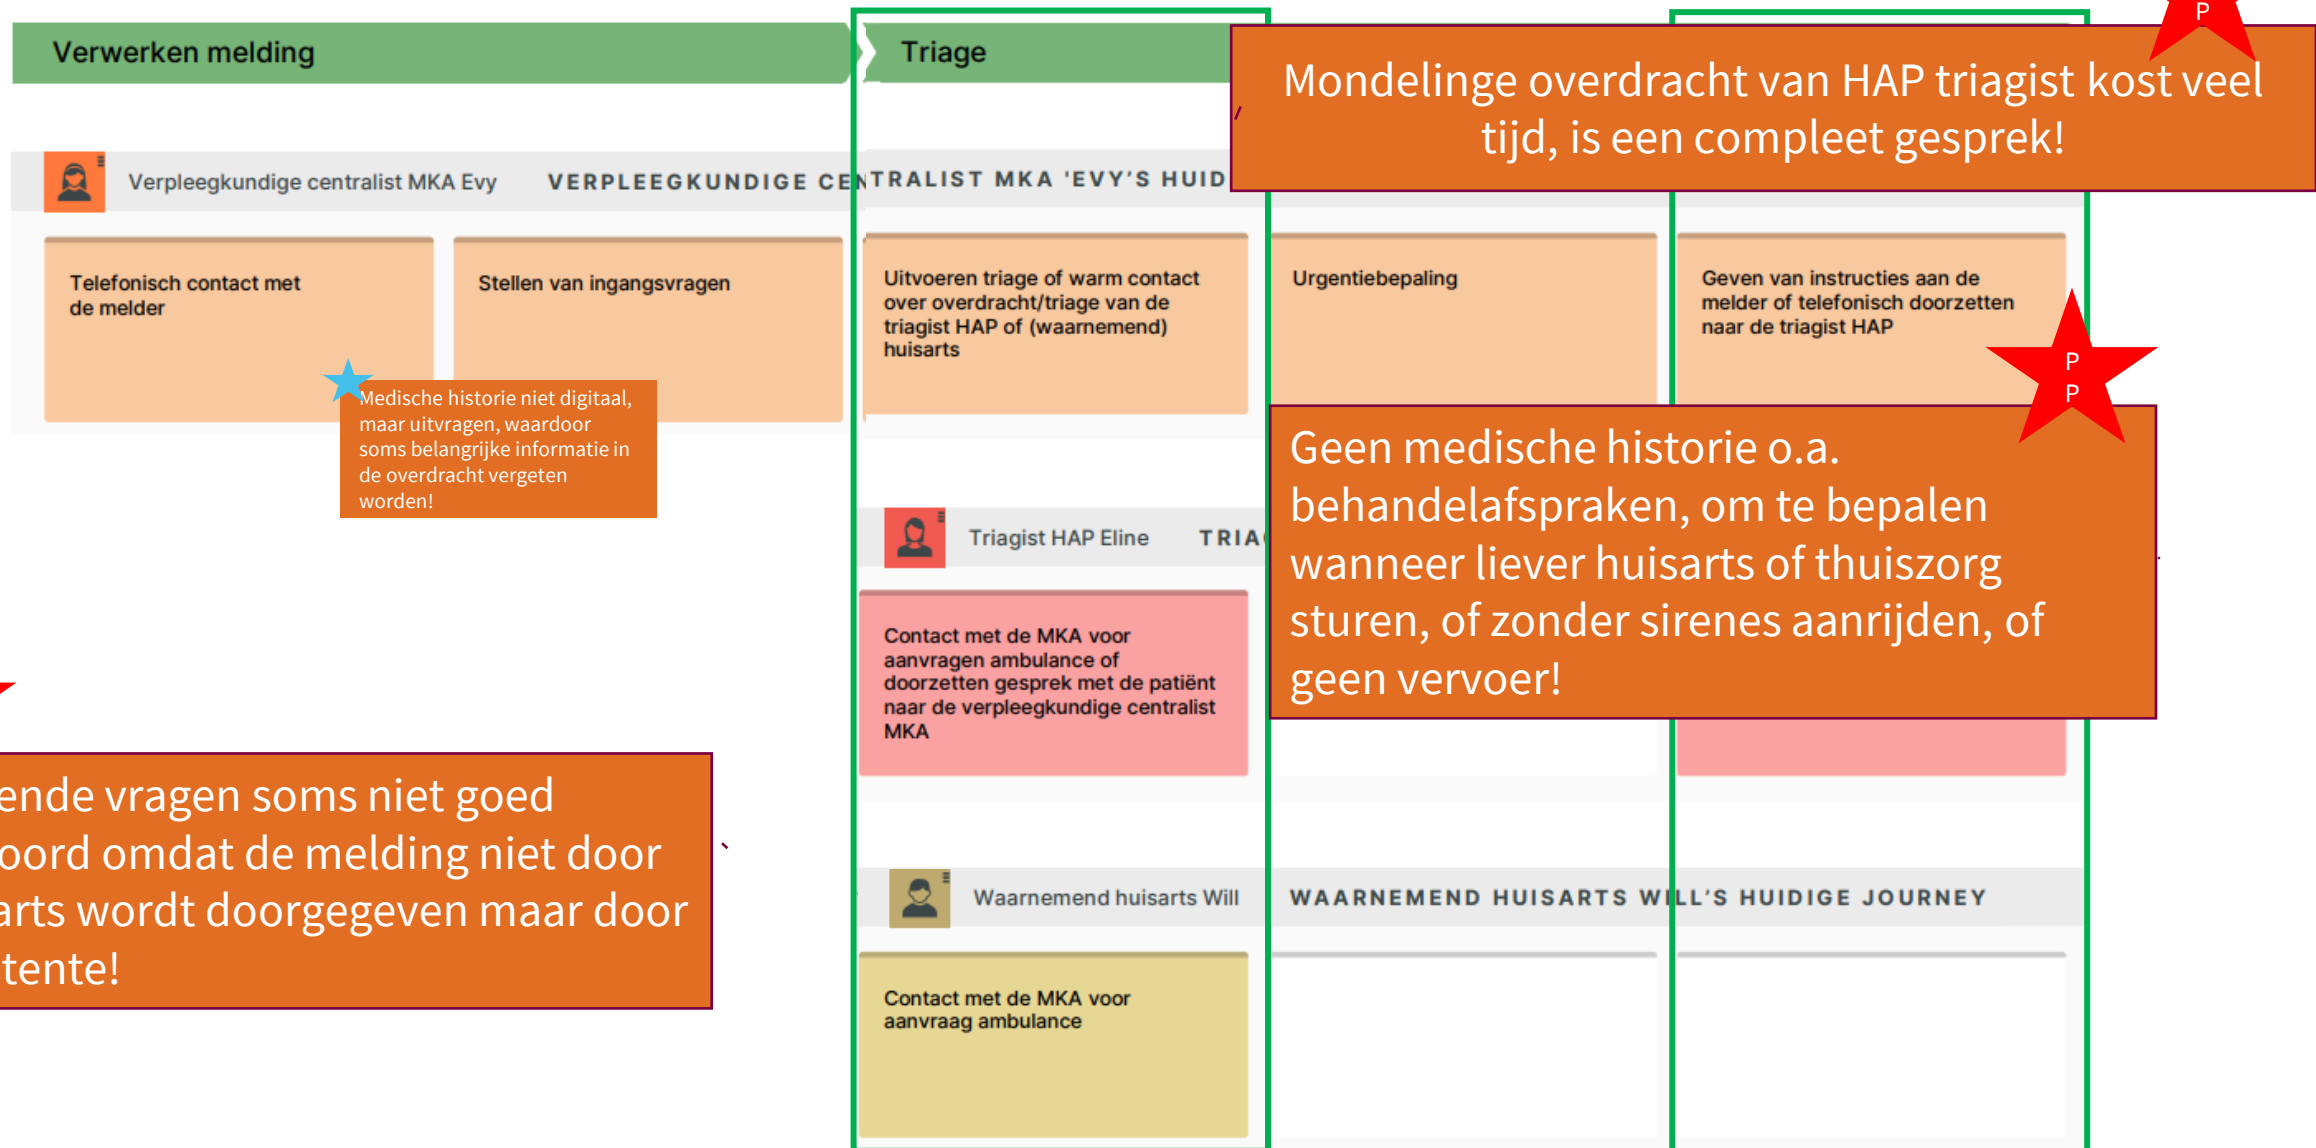 P
Verwerken melding
Triage
Mondelinge overdracht van HAP triagist kost veel
tijd, is een compleet gesprek!
Verpleegkundige centralist MKA Evy
VERPLEEGKUNDIGE CENTRALIST MKA 'EVY'S HUID
Telefonisch contact met
de melder
Stellen van ingangsvragen
Uitvoeren triage of warm contact
over overdracht/triage van de
triagist HAP of (waarnemend)
huisarts
Urgentiebepaling
Geven van instructies aan de
melder of telefonisch doorzetten
naar de triagist HAP
P
P
Medische historie niet digitaal,
maar uitvragen, waardoor
soms belangrijke informatie in
de overdracht vergeten
worden!
Geen medische historie o.a.
behandelafspraken, om te bepalen
wanneer liever huisarts of thuiszorg
sturen, of zonder sirenes aanrijden, of
geen vervoer!
Triagist HAP Eline
TRIA
Contact met de MKA voor
aanvragen ambulance of
doorzetten gesprek met de patiënt
naar de verpleegkundige centralist
MKA
ende vragen soms niet goed
oord omdat de melding niet door
arts wordt doorgegeven maar door
tente!
Waarnemend huisarts Will
WAARNEMEND HUISARTS WILL'S HUIDIGE JOURNEY
Contact met de MKA voor
aanvraag ambulance